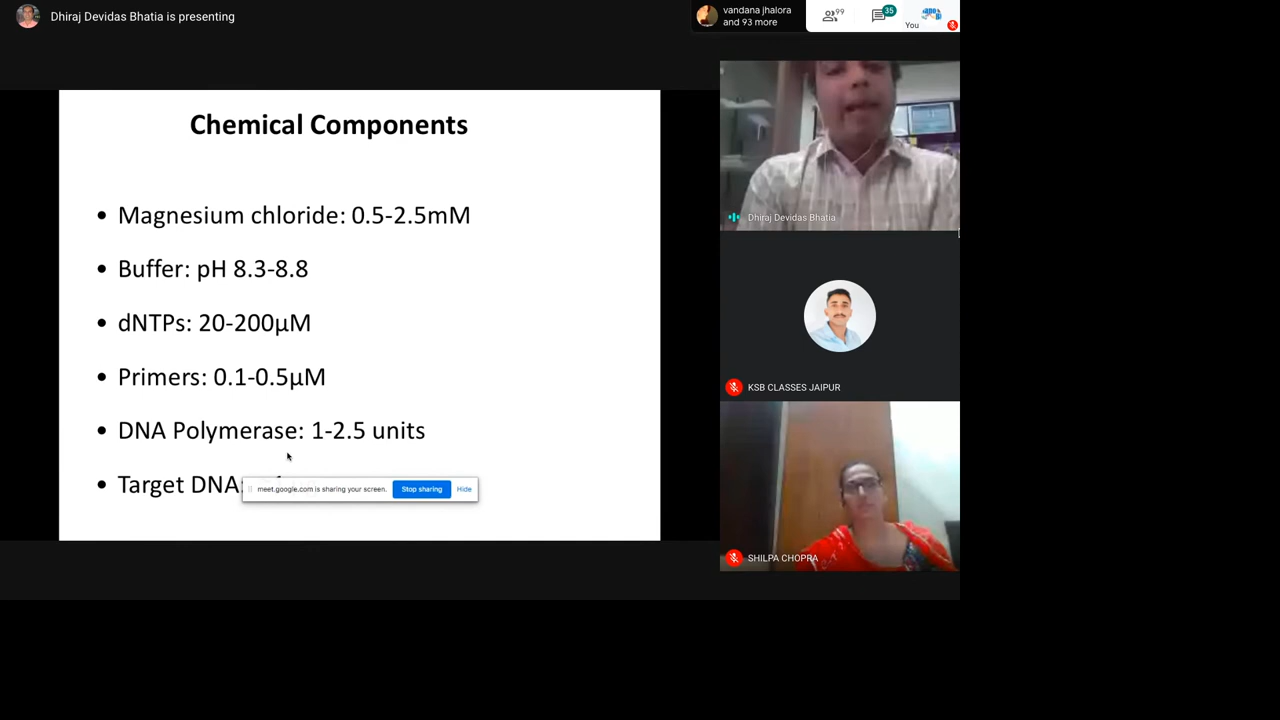 Dhiraj Devidas Bhatia is presenting
vandana jhalora
and 93 more
99
35
You
Chemical Components
• Magnesium chloride: 0.5-2.5mM
• Buffer: pH 8.3-8.8
• dNTPs: 20-200µM
• Primers: 0.1-0.5µM
• DNA Polymerase: 1-2.5 units
• Target DNA:
meet.google.com is sharing your screen.
Stop sharing
Hide
Dhiraj Devidas Bhatia
KSB CLASSES JAIPUR
SHILPA CHOPRA